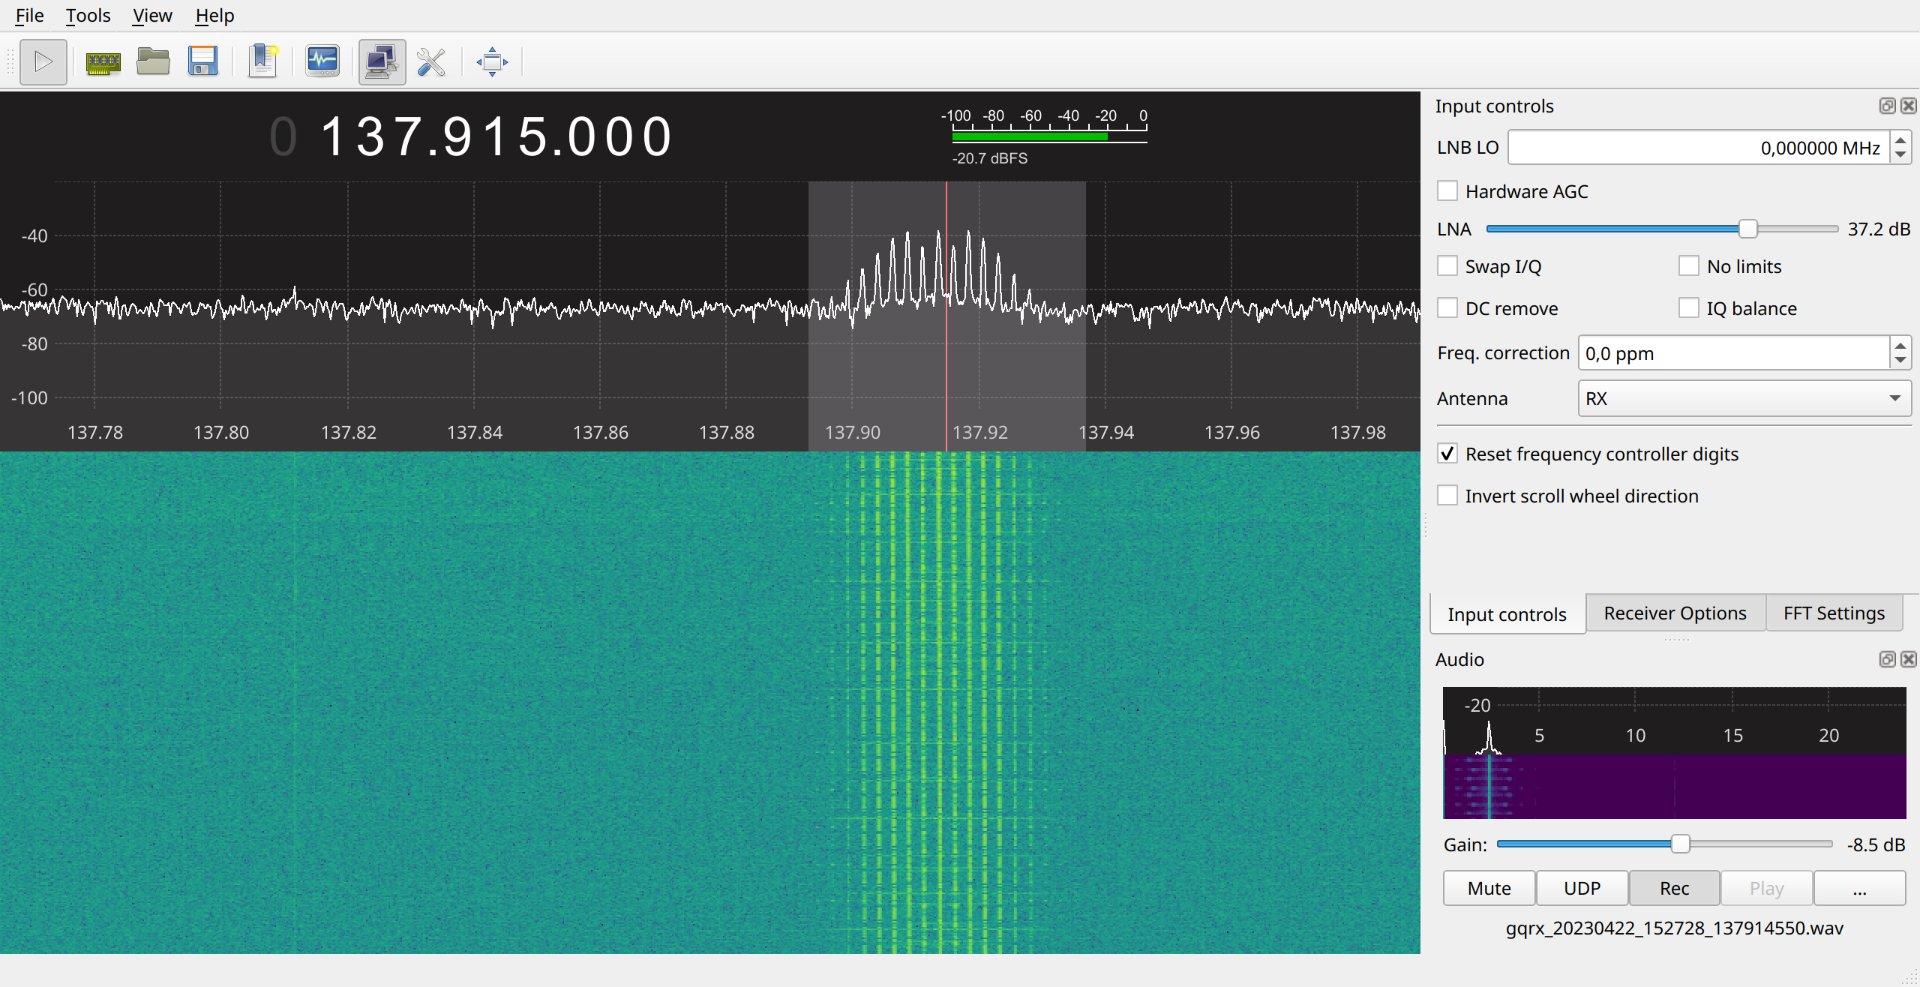 File Tools View Help
0 137.915.000
-100 -80 -60 -40 -20 0
-20.7 dBFS
-40
-60
-80
-100
137.78 137.80 137.82 137.84 137.86 137.88 137.90 137.92 137.94 137.96 137.98
Input controls
LNB LO 0,000000 MHz
Hardware AGC
LNA 37.2 dB
Swap I/Q No limits
DC remove IQ balance
Freq. correction 0,0 ppm
Antenna RX
Reset frequency controller digits
Invert scroll wheel direction
Input controls Receiver Options FFT Settings
Audio
-20
5 10 15 20
Gain: -8.5 dB
Mute UDP Rec Play ...
gqrx_20230422_152728_137914550.wav